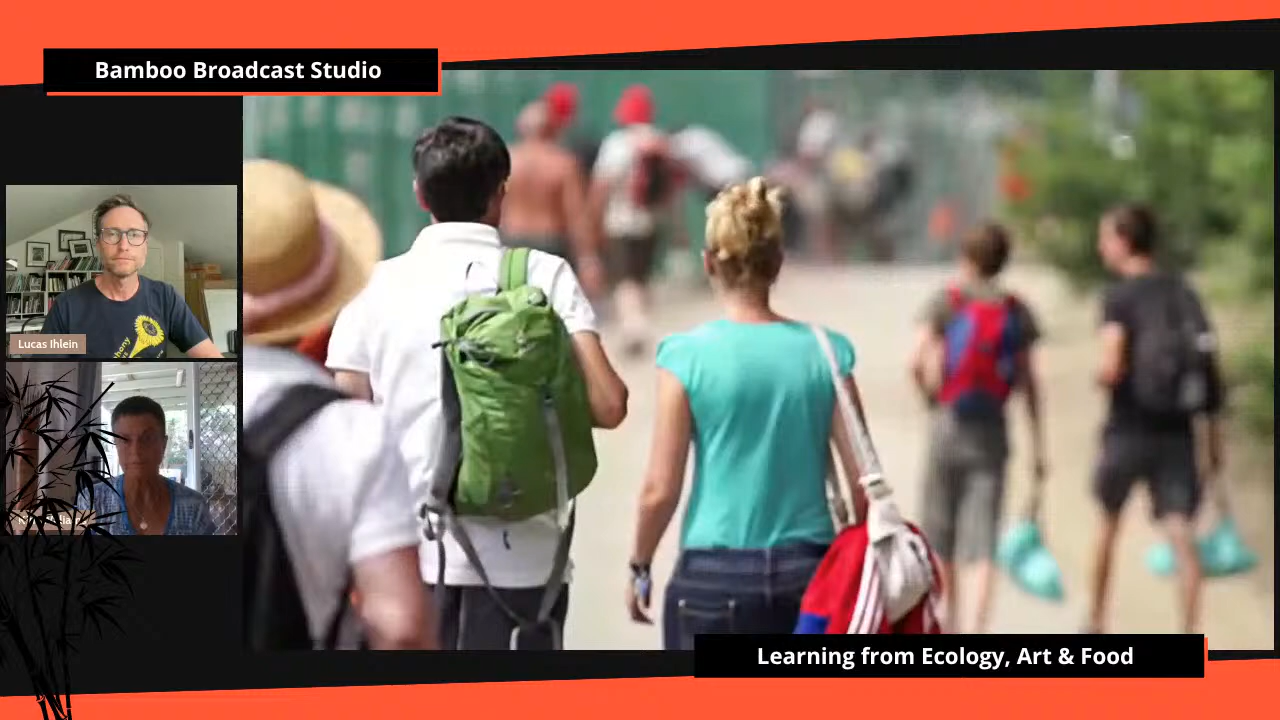 Bamboo Broadcast Studio
Lucas Ihlein
Learning from Ecology, Art & Food